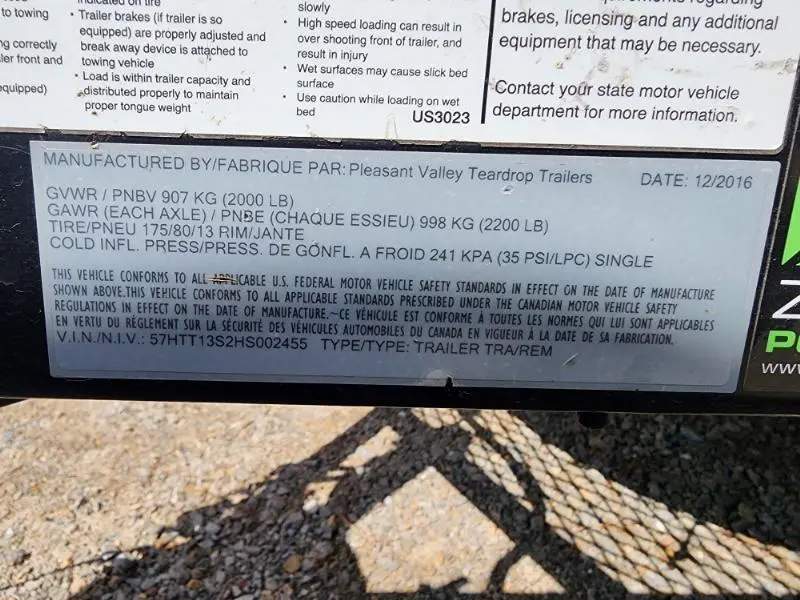 to towing
ng correctly
ler front and
equipped)
indicated on tire
• Trailer brakes (if trailer is so
equipped) are properly adjusted and
break away device is attached to
towing vehicle
• Load is within trailer capacity and
distributed properly to maintain
proper tongue weight
slowly
• High speed loading can result in
over shooting front of trailer, and
result in injury
• Wet surfaces may cause slick bed
surface
• Use caution while loading on wet
bed
US3023
brakes, licensing and any additional
equipment that may be necessary.
Contact your state motor vehicle
department for more information.
MANUFACTURED BY/FABRIQUE PAR: Pleasant Valley Teardrop Trailers DATE: 12/2016
GVWR / PNBV 907 KG (2000 LB)
GAWR (EACH AXLE) / PNBE (CHAQUE ESSIEU) 998 KG (2200 LB)
TIRE/PNEU 175/80/13 RIM/JANTE
COLD INFL. PRESS/PRESS. DE GONFL. A FROID 241 KPA (35 PSI/LPC) SINGLE
THIS VEHICLE CONFORMS TO ALL APPLICABLE U.S. FEDERAL MOTOR VEHICLE SAFETY STANDARDS IN EFFECT ON THE DATE OF MANUFACTURE
SHOWN ABOVE.THIS VEHICLE CONFORMS TO ALL APPLICABLE STANDARDS PRESCRIBED UNDER THE CANADIAN MOTOR VEHICLE SAFETY
REGULATIONS IN EFFECT ON THE DATE OF MANUFACTURE.~CE VÉHICULE EST CONFORME À TOUTES LES NORMES QUI LUI SONT APPLICABLES
EN VERTU DU RÈGLEMENT SUR LA SÉCURITÉ DES VÉHICULES AUTOMOBILES DU CANADA EN VIGUEUR À LA DATE DE SA FABRICATION.
V.I.N./N.I.V.: 57HTT13S2HS002455 TYPE/TYPE: TRAILER TRA/REM
Z
P
www